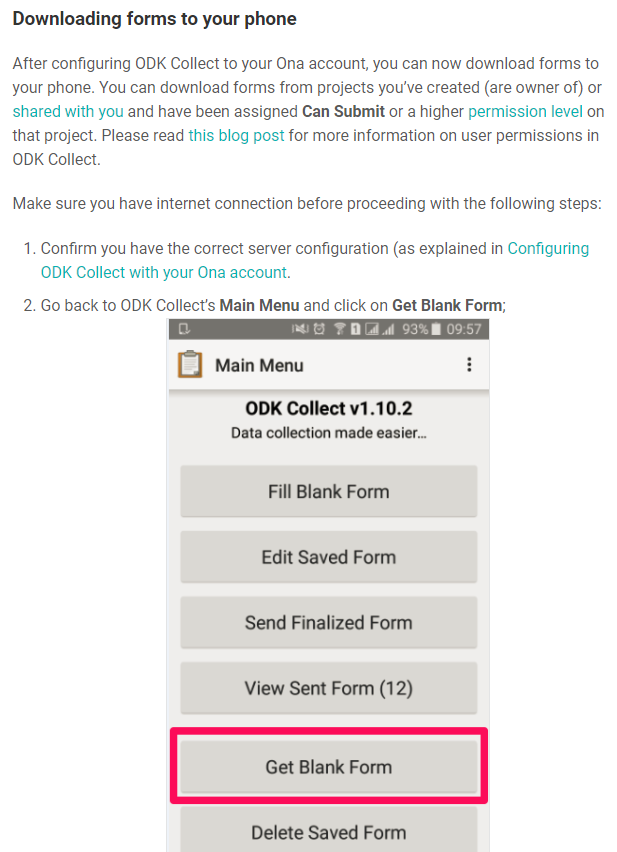 Downloading forms to your phone
After configuring ODK Collect to your Ona account, you can now download forms to
your phone. You can download forms from projects you've created (are owner of) or
shared with you and have been assigned Can Submit or a higher permission level on
that project. Please read this blog post for more information on user permissions in
ODK Collect.
Make sure you have internet connection before proceeding with the following steps:
1. Confirm you have the correct server configuration (as explained in Configuring
ODK Collect with your Ona account.
2. Go back to ODK Collect's Main Menu and click on Get Blank Form;
1 93% 09:57
Main Menu
ODK Collect v1.10.2
Data collection made easier...
Fill Blank Form
Edit Saved Form
Send Finalized Form
View Sent Form (12)
Get Blank Form
Delete Saved Form